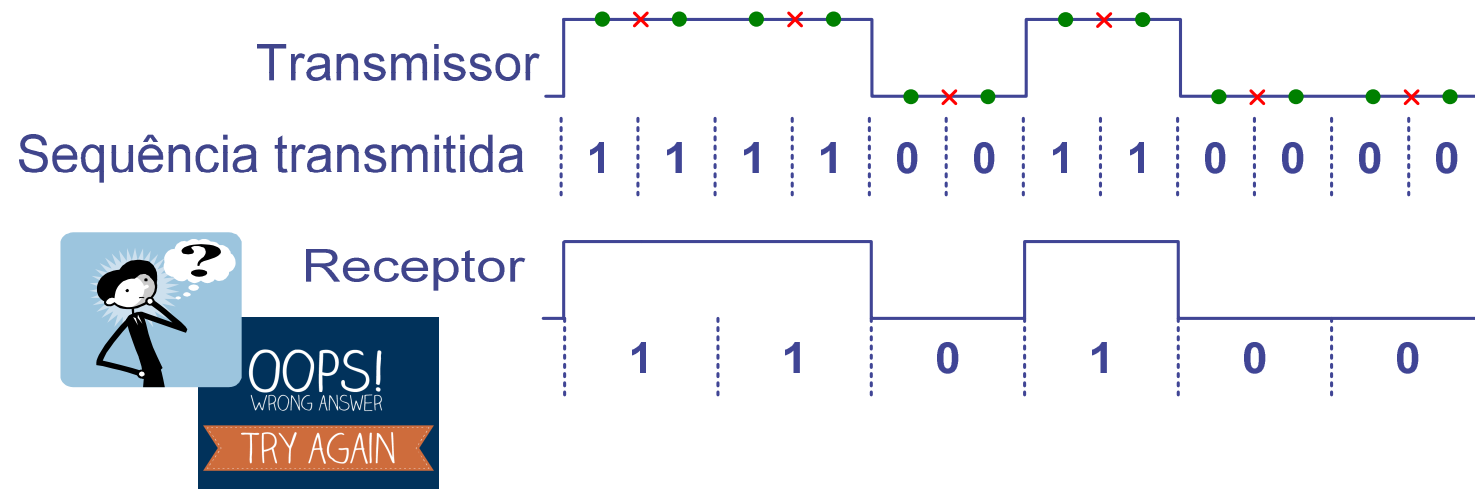 Transmissor
Sequência transmitida 1 1 1 1 0 0 1 1 0 0 0 0
?
Receptor
1 1 0 1 0 0
OOPS!
WRONG ANSWER
TRY AGAIN